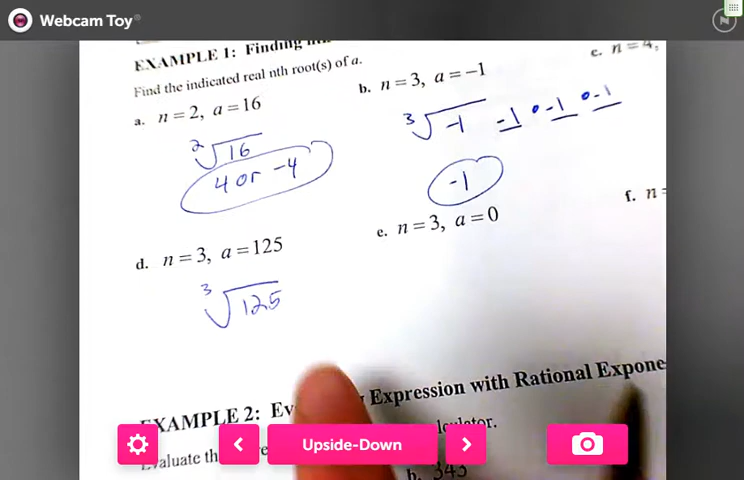 Webcam Toy
EXAMPLE 1: Finding
Find the indicated real nth root(s) of a.
a. n = 2, a = 16
b. n = 3, a = −1
c. n = 4,
²√16
4 or −4
³√−1 −1 • −1 • −1
−1
d. n = 3, a = 125
e. n = 3, a = 0
f. n =
³√125
EXAMPLE 2: Ev Expression with Rational Expone
Evaluate th
b. 343
Upside-Down